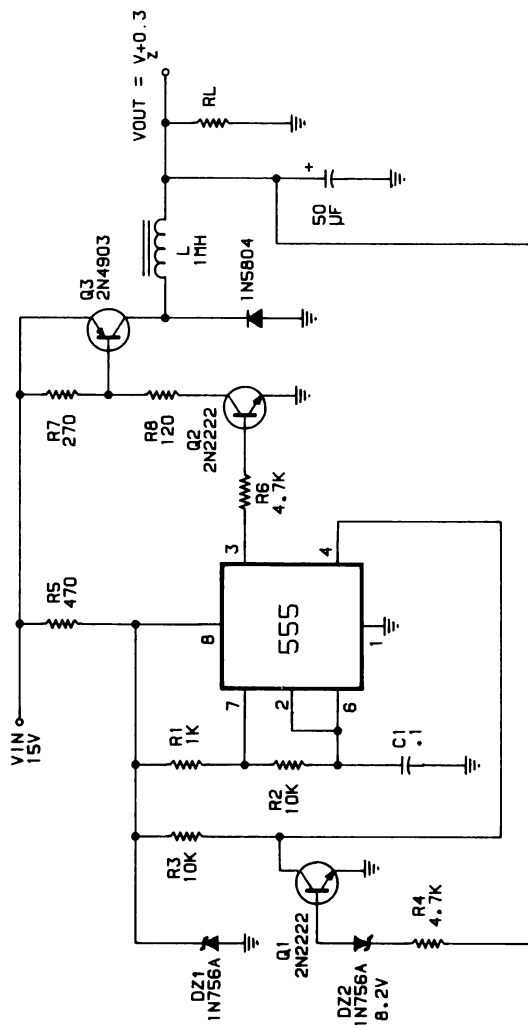 VIN
15V
R5
470
R7
270
Q3
2N4903
VOUT = V+0.3
Z
R8
120
L
1MH
RL
R3
10K
R1
1K
8
7
555
3
R6
4.7K
Q2
2N2222
1N5804
+
50
µF
DZ1
1N756A
R2
10K
2
6
1
4
Q1
2N2222
C1
.1
DZ2
1N756A
8.2V
R4
4.7K